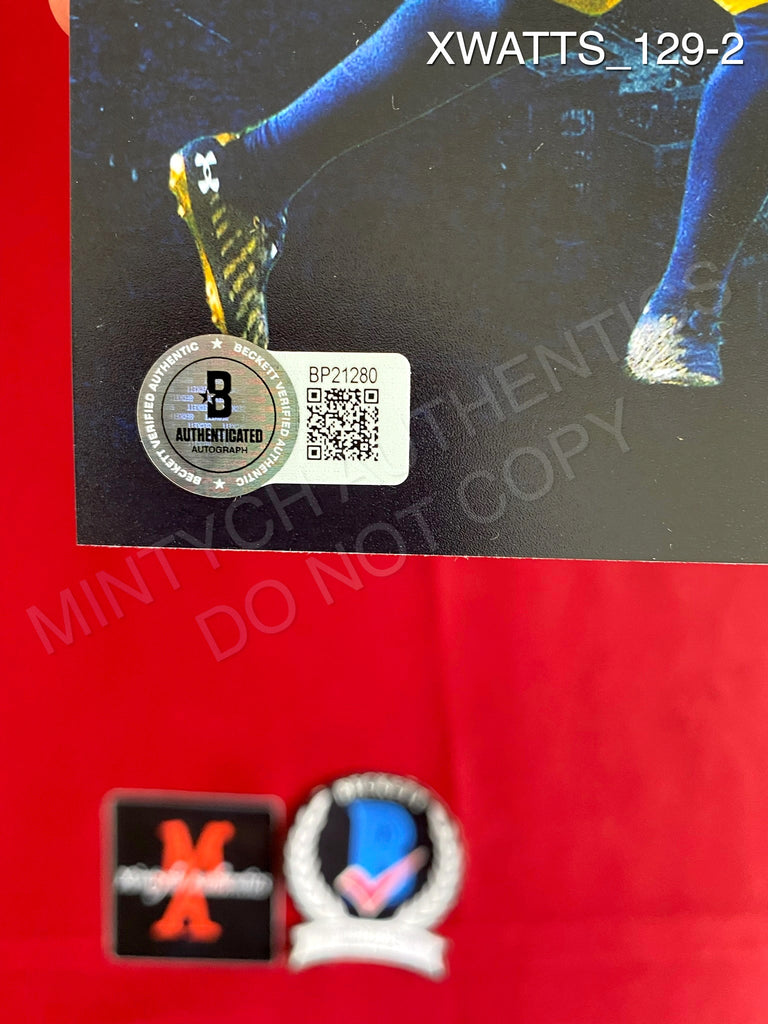 XWATTS_129-2
BECKETT VERIFIED AUTHENTIC ★ BECKETT VERIFIED AUTHENTIC ★
B
AUTHENTICATED
AUTOGRAPH
BP21280
MINTYCH AUTHENTICS
DO NOT COPY